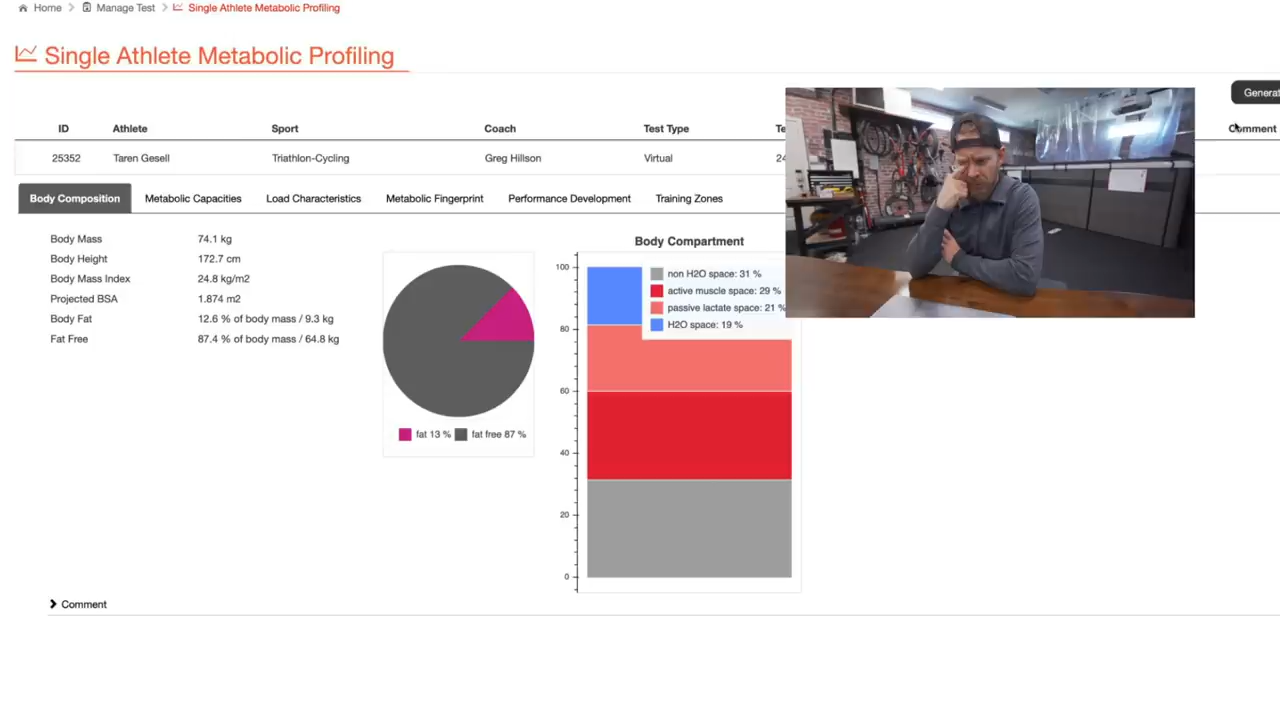 Home > Manage Test > Single Athlete Metabolic Profiling
Single Athlete Metabolic Profiling
Generat
ID Athlete Sport Coach Test Type Te Comment
25352 Taren Gesell Triathlon-Cycling Greg Hillson Virtual 24
Body Composition Metabolic Capacities Load Characteristics Metabolic Fingerprint Performance Development Training Zones
Body Mass 74.1 kg
Body Height 172.7 cm
Body Mass Index 24.8 kg/m2
Projected BSA 1.874 m2
Body Fat 12.6 % of body mass / 9.3 kg
Fat Free 87.4 % of body mass / 64.8 kg
fat 13 % fat free 87 %
Body Compartment
100
80
60
40
20
0
non H2O space: 31 %
active muscle space: 29 %
passive lactate space: 21 %
H2O space: 19 %
Comment